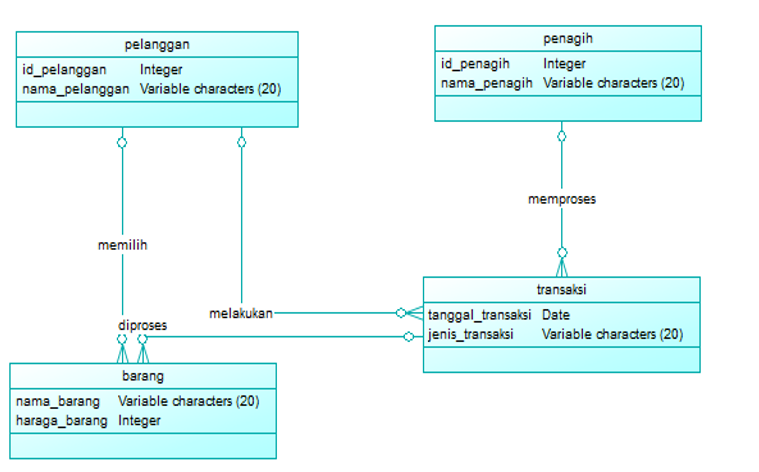 pelanggan
id_pelanggan Integer
nama_pelanggan Variable characters (20)
penagih
id_penagih Integer
nama_penagih Variable characters (20)
memproses
memilih
transaksi
tanggal_transaksi Date
jenis_transaksi Variable characters (20)
melakukan
diproses
barang
nama_barang Variable characters (20)
haraga_barang Integer